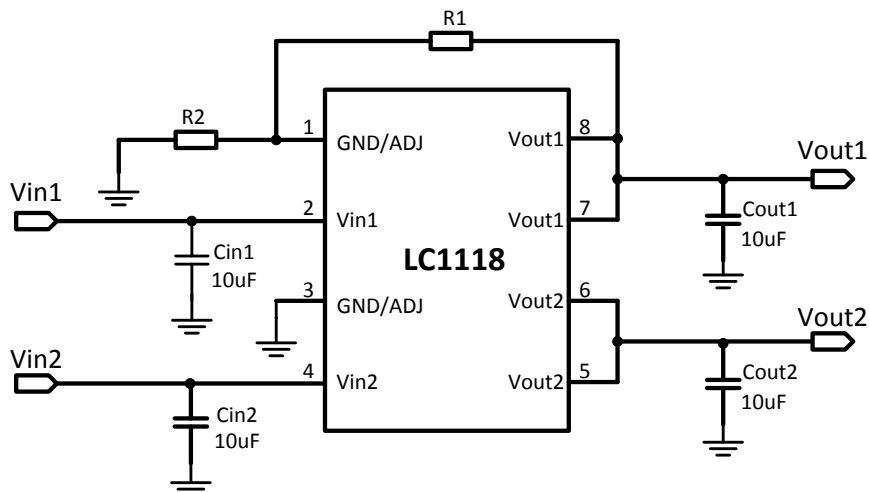 R1
R2
1
GND/ADJ
Vout1
8
Vout1
Vin1
2
Vin1
Vout1
7
Cin1
10uF
Cout1
10uF
LC1118
3
GND/ADJ
Vout2
6
Vout2
Vin2
4
Vin2
Vout2
5
Cin2
10uF
Cout2
10uF